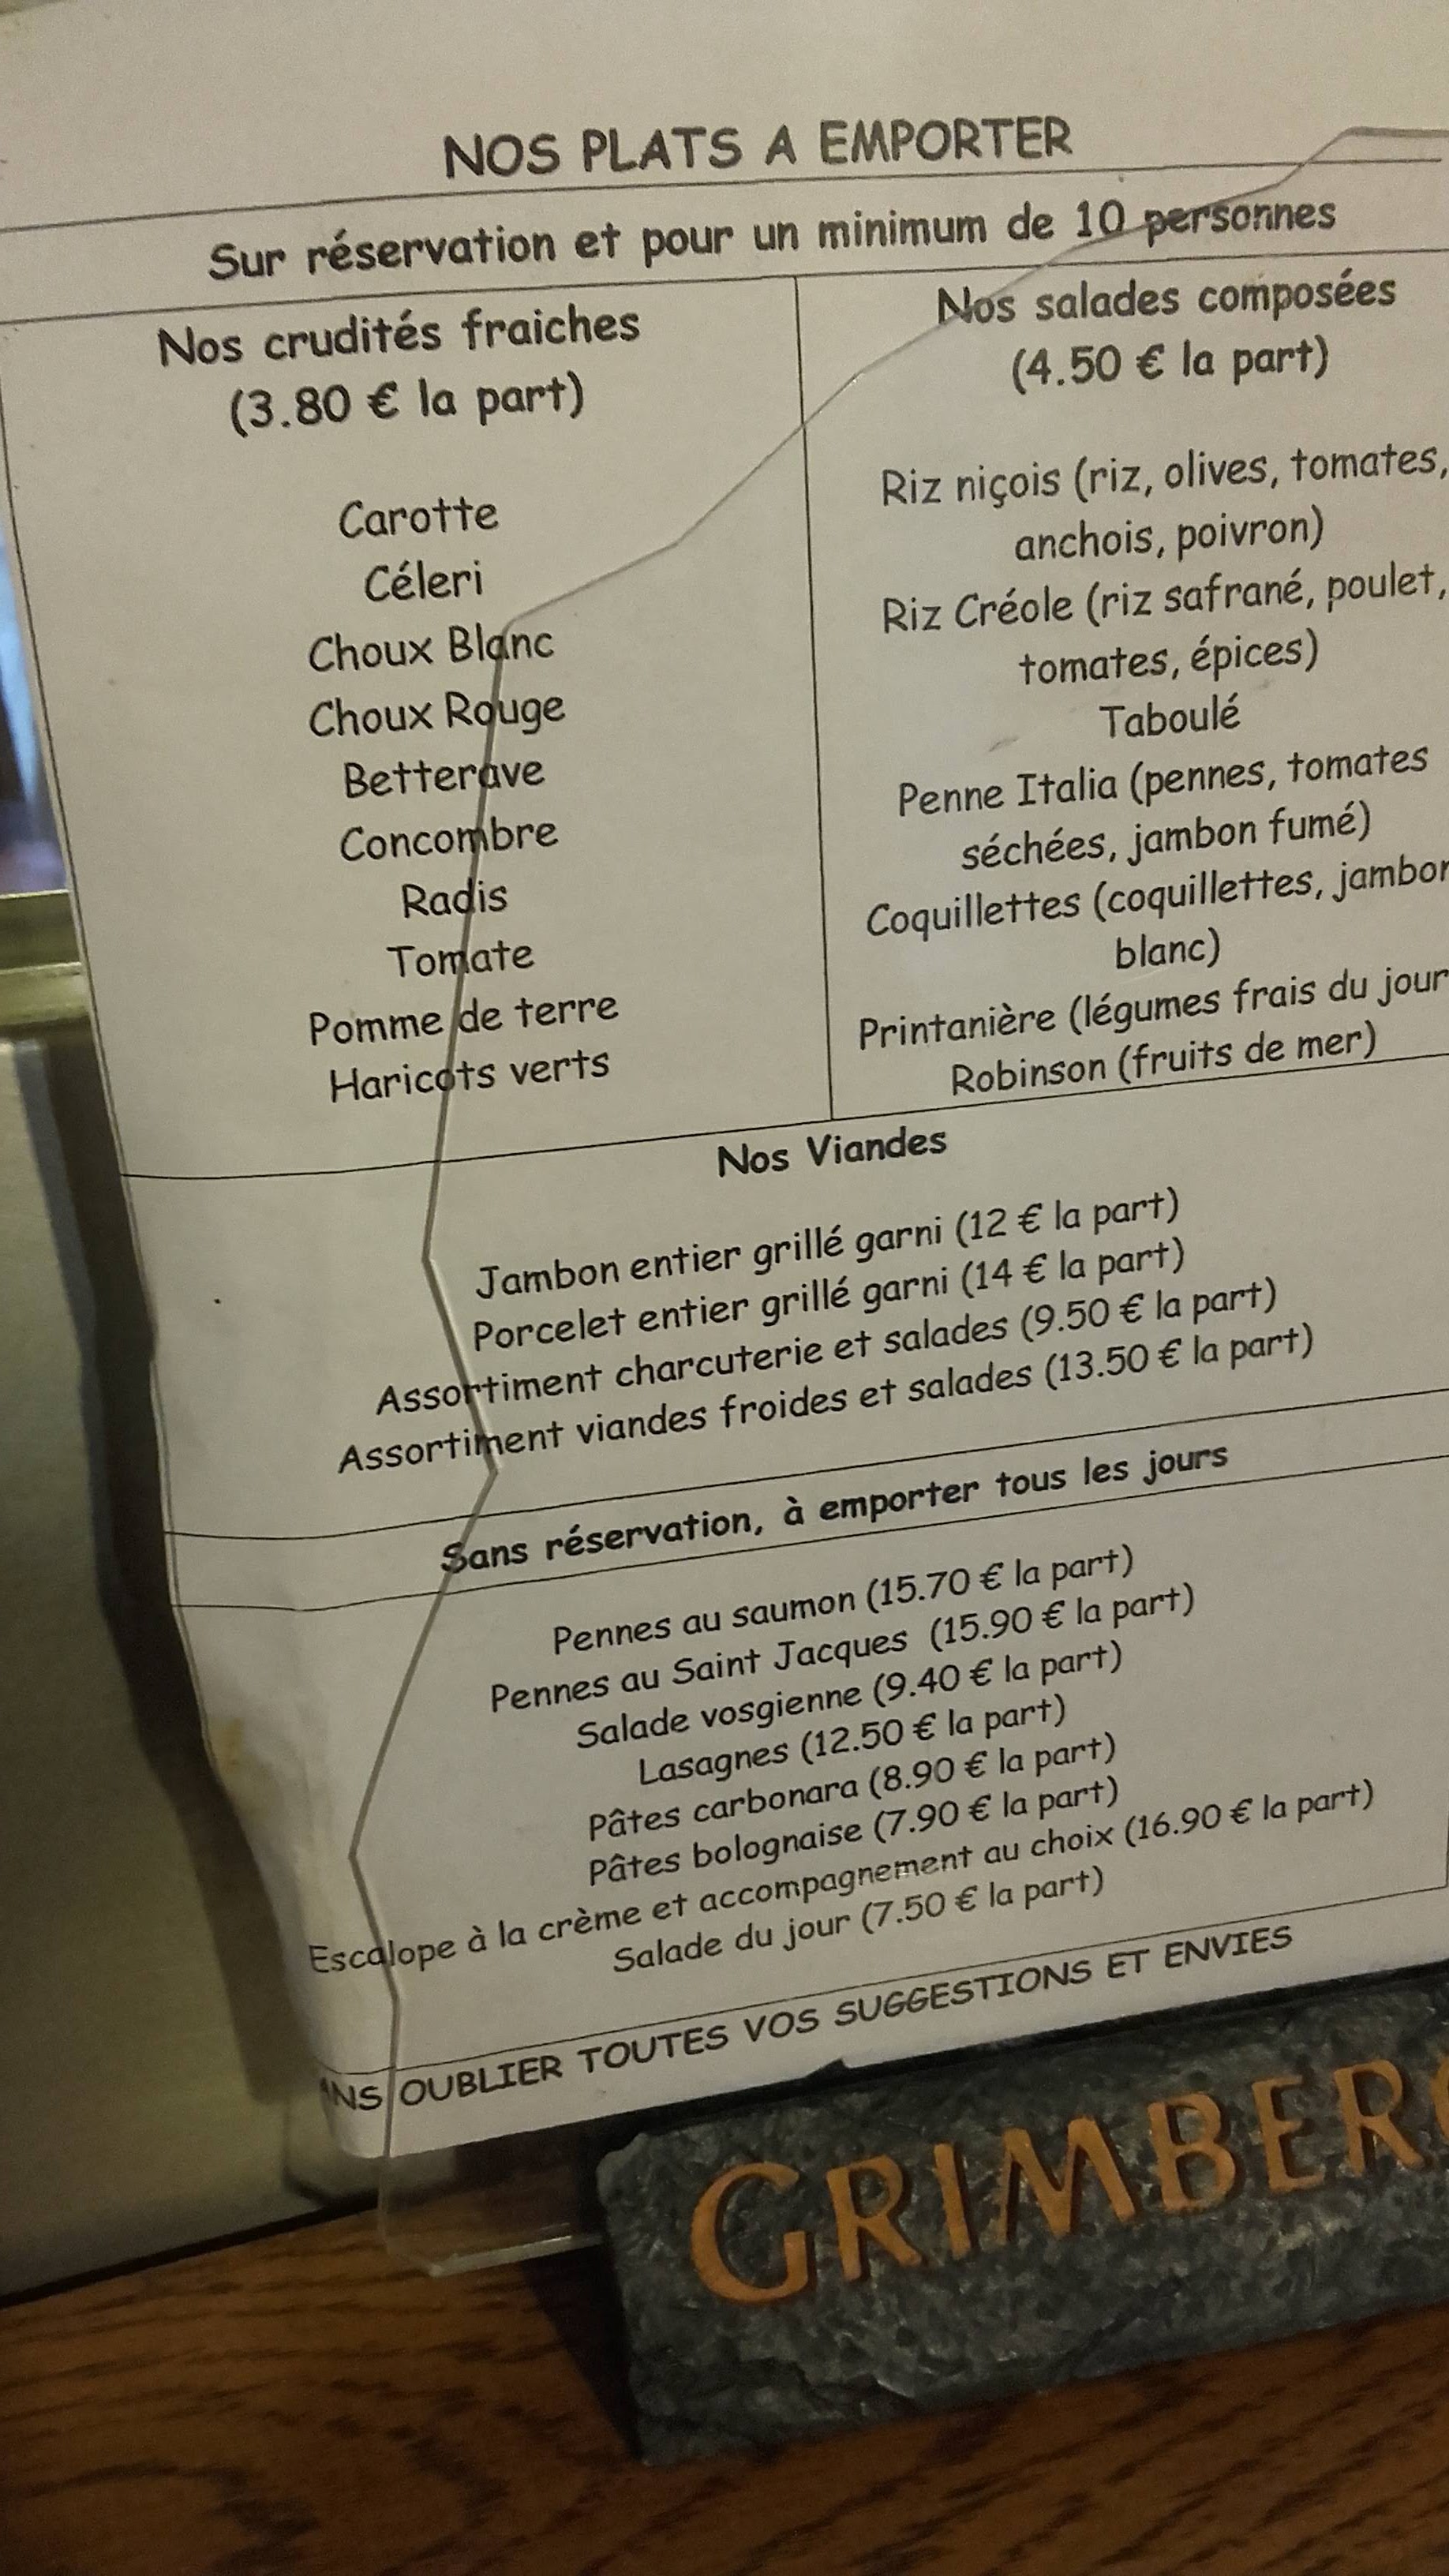 NOS PLATS A EMPORTER
Sur réservation et pour un minimum de 10 personnes
Nos crudités fraiches
(3.80 € la part)
Carotte
Céleri
Choux Blanc
Choux Rouge
Betterave
Concombre
Radis
Tomate
Pomme de terre
Haricots verts
Nos salades composées
(4.50 € la part)
Riz niçois (riz, olives, tomates,
anchois, poivron)
Riz Créole (riz safrané, poulet,
tomates, épices)
Taboulé
Penne Italia (pennes, tomates
séchées, jambon fumé)
Coquillettes (coquillettes, jambon
blanc)
Printanière (légumes frais du jour
Robinson (fruits de mer)
Nos Viandes
Jambon entier grillé garni (12 € la part)
Porcelet entier grillé garni (14 € la part)
Assortiment charcuterie et salades (9.50 € la part)
Assortiment viandes froides et salades (13.50 € la part)
Sans réservation, à emporter tous les jours
Pennes au saumon (15.70 € la part)
Pennes au Saint Jacques (15.90 € la part)
Salade vosgienne (9.40 € la part)
Lasagnes (12.50 € la part)
Pâtes carbonara (8.90 € la part)
Pâtes bolognaise (7.90 € la part)
Escalope à la crème et accompagnement au choix (16.90 € la part)
Salade du jour (7.50 € la part)
ANS OUBLIER TOUTES VOS SUGGESTIONS ET ENVIES
GRIMBERG